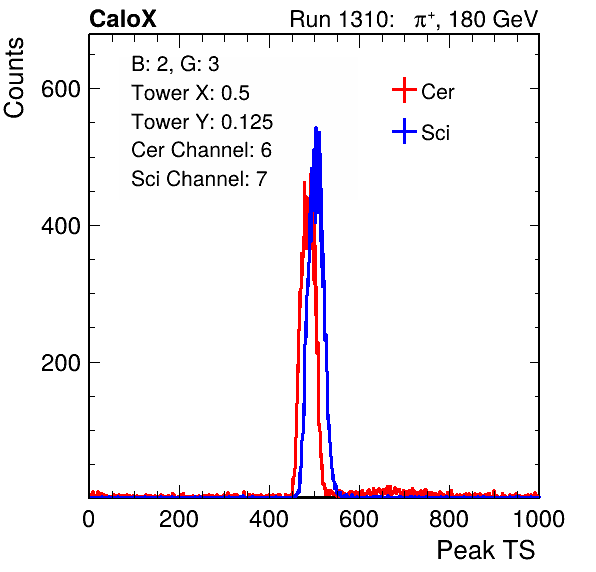 CaloX Run 1310: π⁺, 180 GeV
Counts
B: 2, G: 3
Tower X: 0.5
Tower Y: 0.125
Cer Channel: 6
Sci Channel: 7
Cer
Sci
600
400
200
0 200 400 600 800 1000
Peak TS